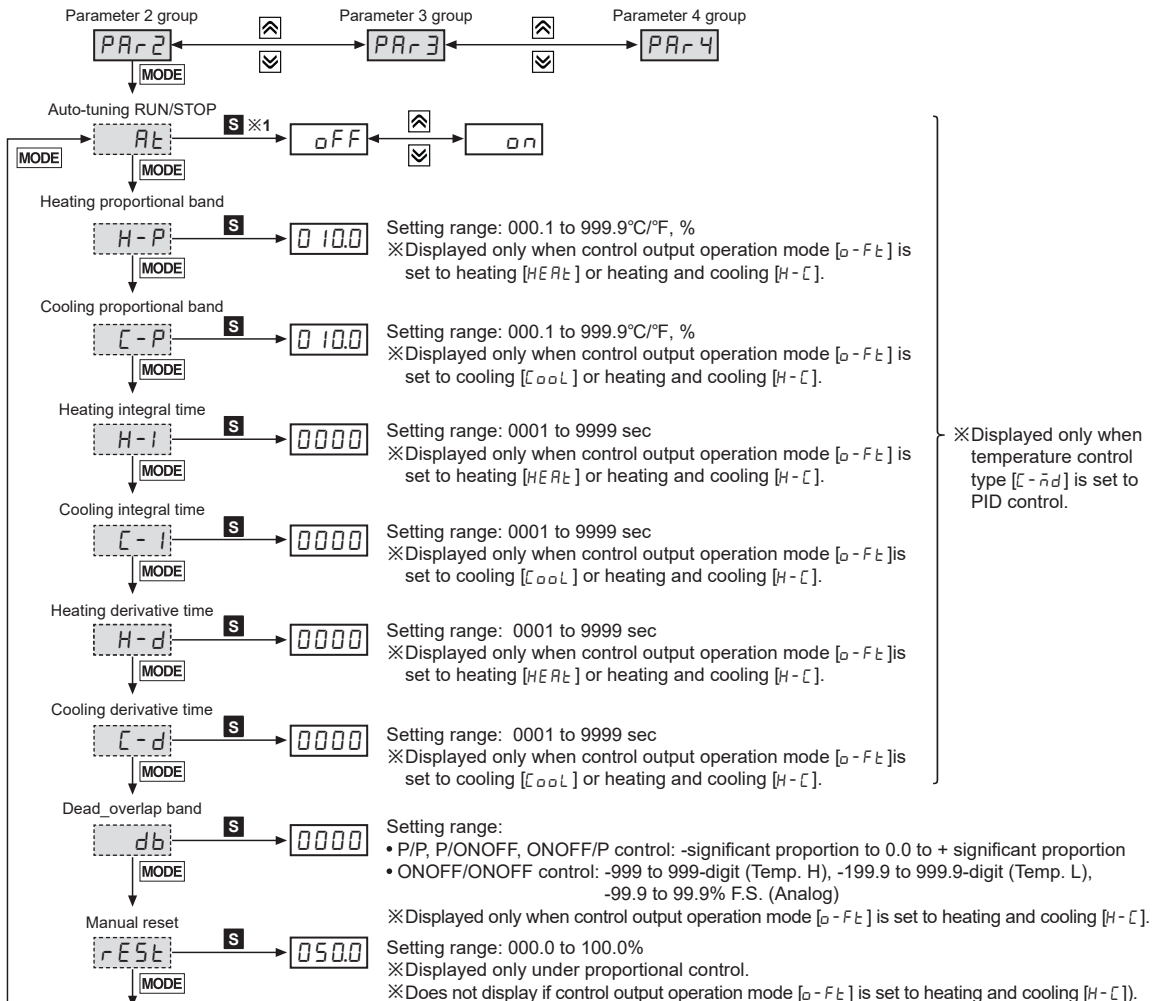 Parameter 2 group
Parameter 3 group
Parameter 4 group
PAr2
PAr3
PAr4
MODE
Auto-tuning RUN/STOP
At
S ※1
oFF
on
MODE
MODE
Heating proportional band
H-P
S
010.0
Setting range: 000.1 to 999.9℃/℉, %
※Displayed only when control output operation mode [o-Ft] is
set to heating [HEAt] or heating and cooling [H-C].
MODE
Cooling proportional band
C-P
S
010.0
Setting range: 000.1 to 999.9℃/℉, %
※Displayed only when control output operation mode [o-Ft] is
set to cooling [CooL] or heating and cooling [H-C].
MODE
Heating integral time
H-I
S
0000
Setting range: 0001 to 9999 sec
※Displayed only when control output operation mode [o-Ft] is
set to heating [HEAt] or heating and cooling [H-C].
MODE
Cooling integral time
C-I
S
0000
Setting range: 0001 to 9999 sec
※Displayed only when control output operation mode [o-Ft]is
set to cooling [CooL] or heating and cooling [H-C].
MODE
Heating derivative time
H-d
S
0000
Setting range: 0001 to 9999 sec
※Displayed only when control output operation mode [o-Ft]is
set to heating [HEAt] or heating and cooling [H-C].
MODE
Cooling derivative time
C-d
S
0000
Setting range: 0001 to 9999 sec
※Displayed only when control output operation mode [o-Ft]is
set to cooling [CooL] or heating and cooling [H-C].
MODE
※Displayed only when
temperature control
type [C-md] is set to
PID control.
Dead_overlap band
db
S
0000
Setting range:
• P/P, P/ONOFF, ONOFF/P control: -significant proportion to 0.0 to + significant proportion
• ONOFF/ONOFF control: -999 to 999-digit (Temp. H), -199.9 to 999.9-digit (Temp. L),
-99.9 to 99.9% F.S. (Analog)
※Displayed only when control output operation mode [o-Ft] is set to heating and cooling [H-C].
MODE
Manual reset
rESt
S
050.0
Setting range: 000.0 to 100.0%
※Displayed only under proportional control.
※Does not display if control output operation mode [o-Ft] is set to heating and cooling [H-C]).
MODE